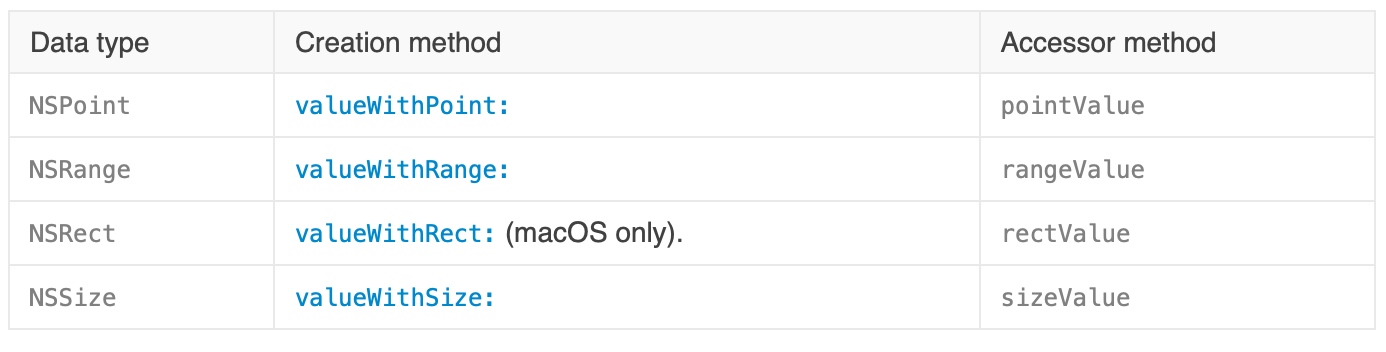 Data type Creation method Accessor method
NSPoint valueWithPoint: pointValue
NSRange valueWithRange: rangeValue
NSRect valueWithRect: (macOS only). rectValue
NSSize valueWithSize: sizeValue